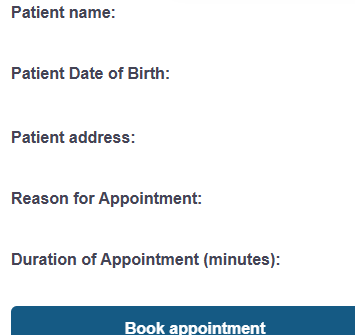 Patient name:
Patient Date of Birth:
Patient address:
Reason for Appointment:
Duration of Appointment (minutes):
Book appointment